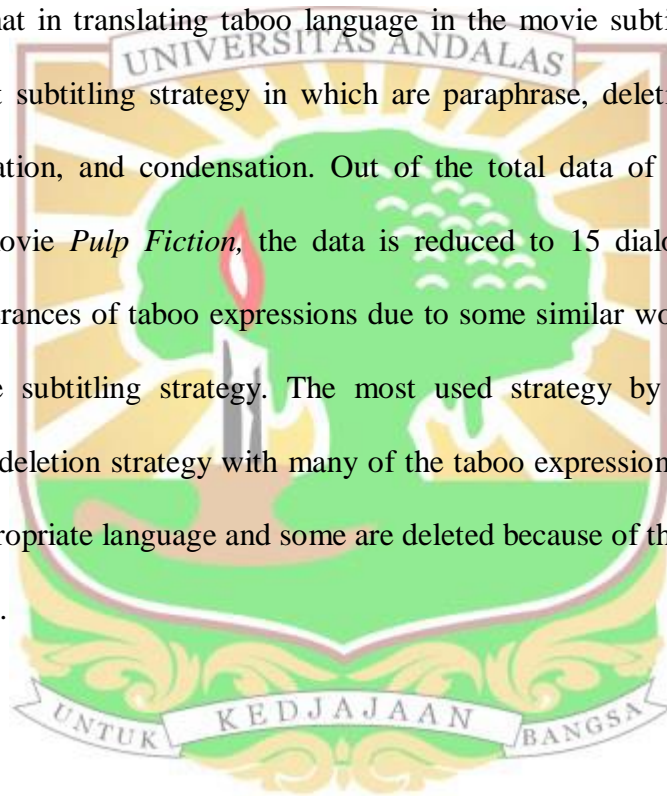 hat in translating taboo language in the movie subti
UNIVERSITAS ANDALAS
t subtitling strategy in which are paraphrase, deleti
ation, and condensation. Out of the total data of
ovie Pulp Fiction, the data is reduced to 15 dialo
rances of taboo expressions due to some similar wo
e subtitling strategy. The most used strategy by
deletion strategy with many of the taboo expression
ropriate language and some are deleted because of th
.
UNTUK KEDJAJAAN BANGSA